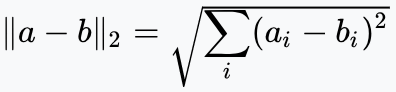 ‖a − b‖₂ = √∑ᵢ(aᵢ − bᵢ)²